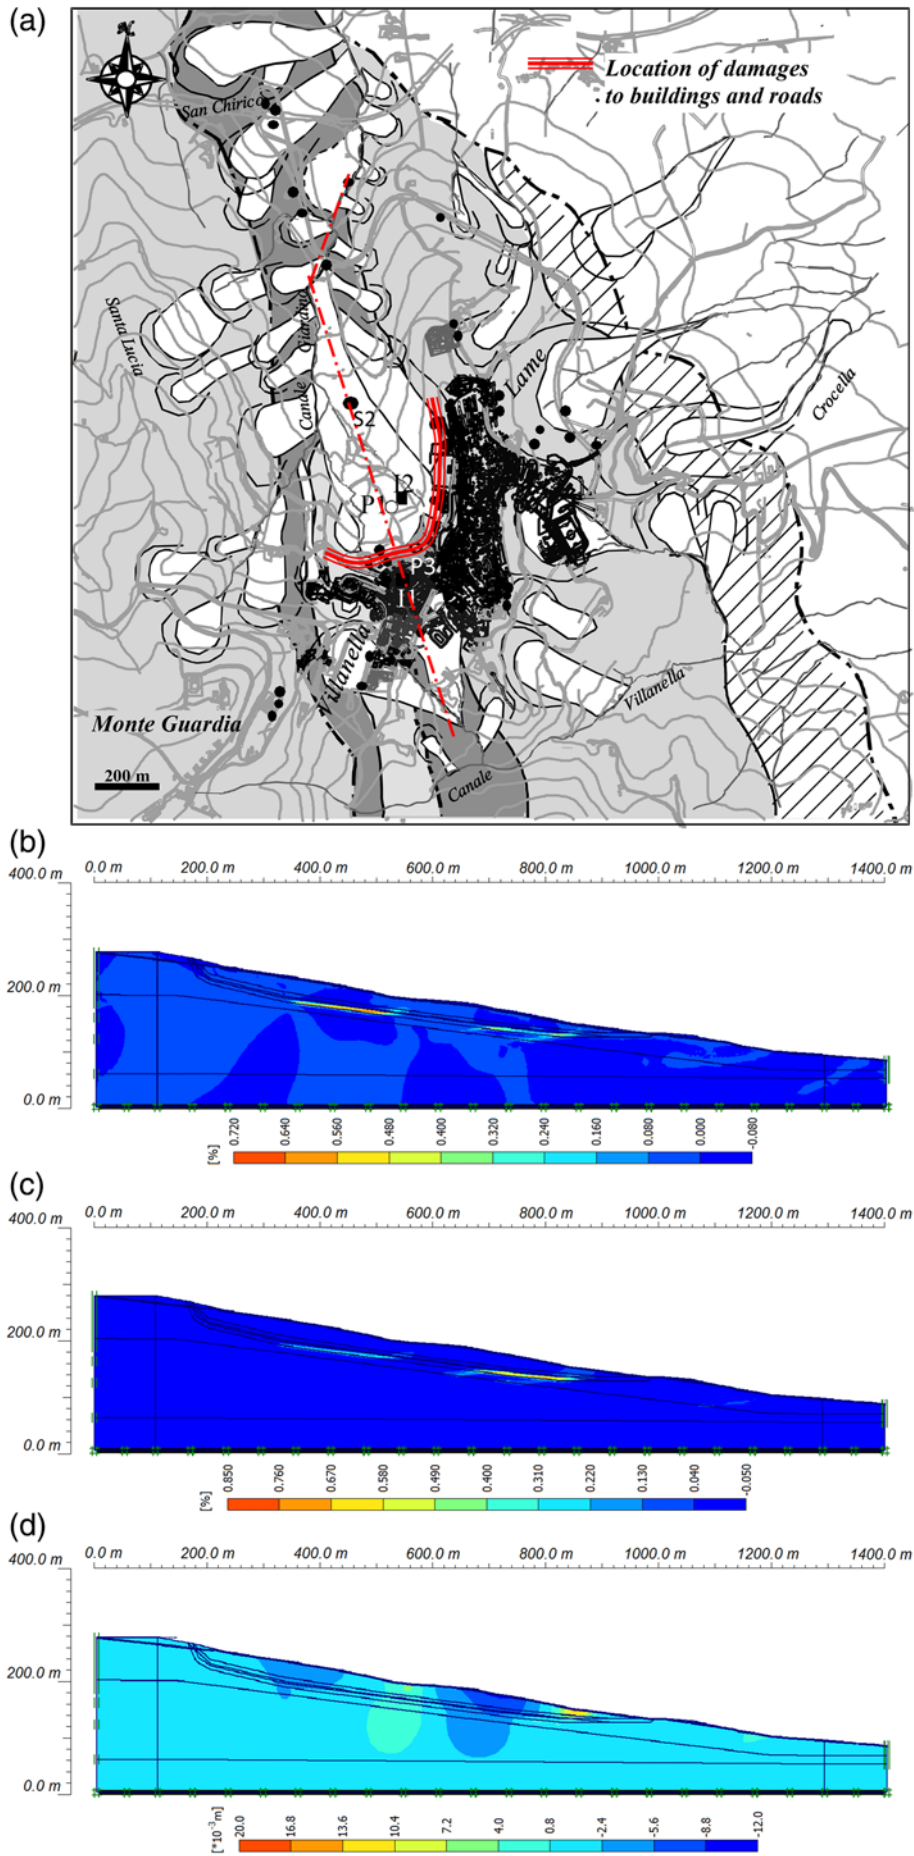 (a)
N
Location of damages
to buildings and roads
San Chirico
Santa Lucia
Giardino
Canale
Lame
Crocella
S2
I2
P1
P3
I1
Villanella
Villanella
Monte Guardia
200 m
Canale
(b)
0.0 m 200.0 m 400.0 m 600.0 m 800.0 m 1000.0 m 1200.0 m 1400.0 m
400.0 m
200.0 m
0.0 m
[%] 0.720 0.640 0.560 0.480 0.400 0.320 0.240 0.160 0.080 0.000 -0.080
(c)
0.0 m 200.0 m 400.0 m 600.0 m 800.0 m 1000.0 m 1200.0 m 1400.0 m
400.0 m
200.0 m
0.0 m
[%] 0.850 0.760 0.670 0.580 0.490 0.400 0.310 0.220 0.130 0.040 -0.050
(d)
0.0 m 200.0 m 400.0 m 600.0 m 800.0 m 1000.0 m 1200.0 m 1400.0 m
400.0 m
200.0 m
0.0 m
[*10⁻³m] 20.0 16.8 13.6 10.4 7.2 4.0 0.8 -2.4 -5.6 -8.8 -12.0